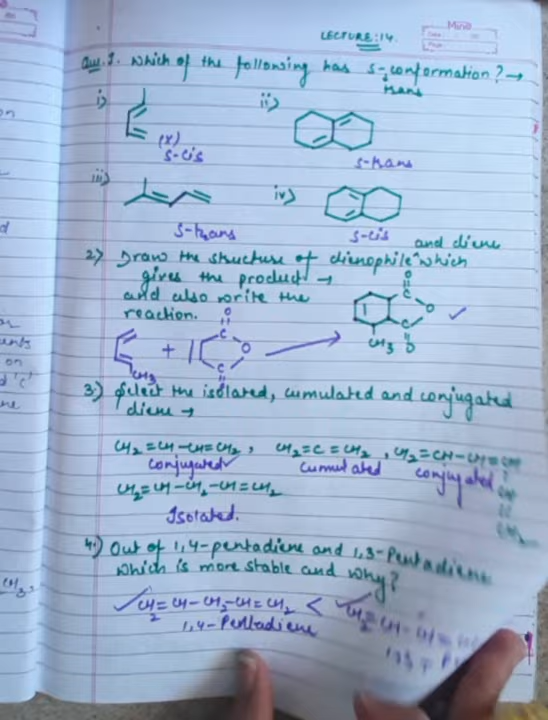 LECTURE: 14.
Que.1. Which of the following has s-trans conformation? →
i) ii)
(x)
s-cis s-trans
iii) iv)
s-trans s-cis
2) Draw the structure of dienophile and diene which
gives the product →
and also write the
reaction.
O
C
O
C
O
CH3
O
C
+ O
C
CH3
3) Select the isolated, cumulated and conjugated
diene →
CH2=CH-CH=CH2, CH2=C=CH2, CH2=CH-CH=CH
conjugated cumulated conjugated
CH2=CH-CH2-CH=CH2
Isolated.
4) Out of 1,4-pentadiene and 1,3-Pentadiene
which is more stable and why?
CH2=CH-CH2-CH=CH2 <
1,4-Pentadiene